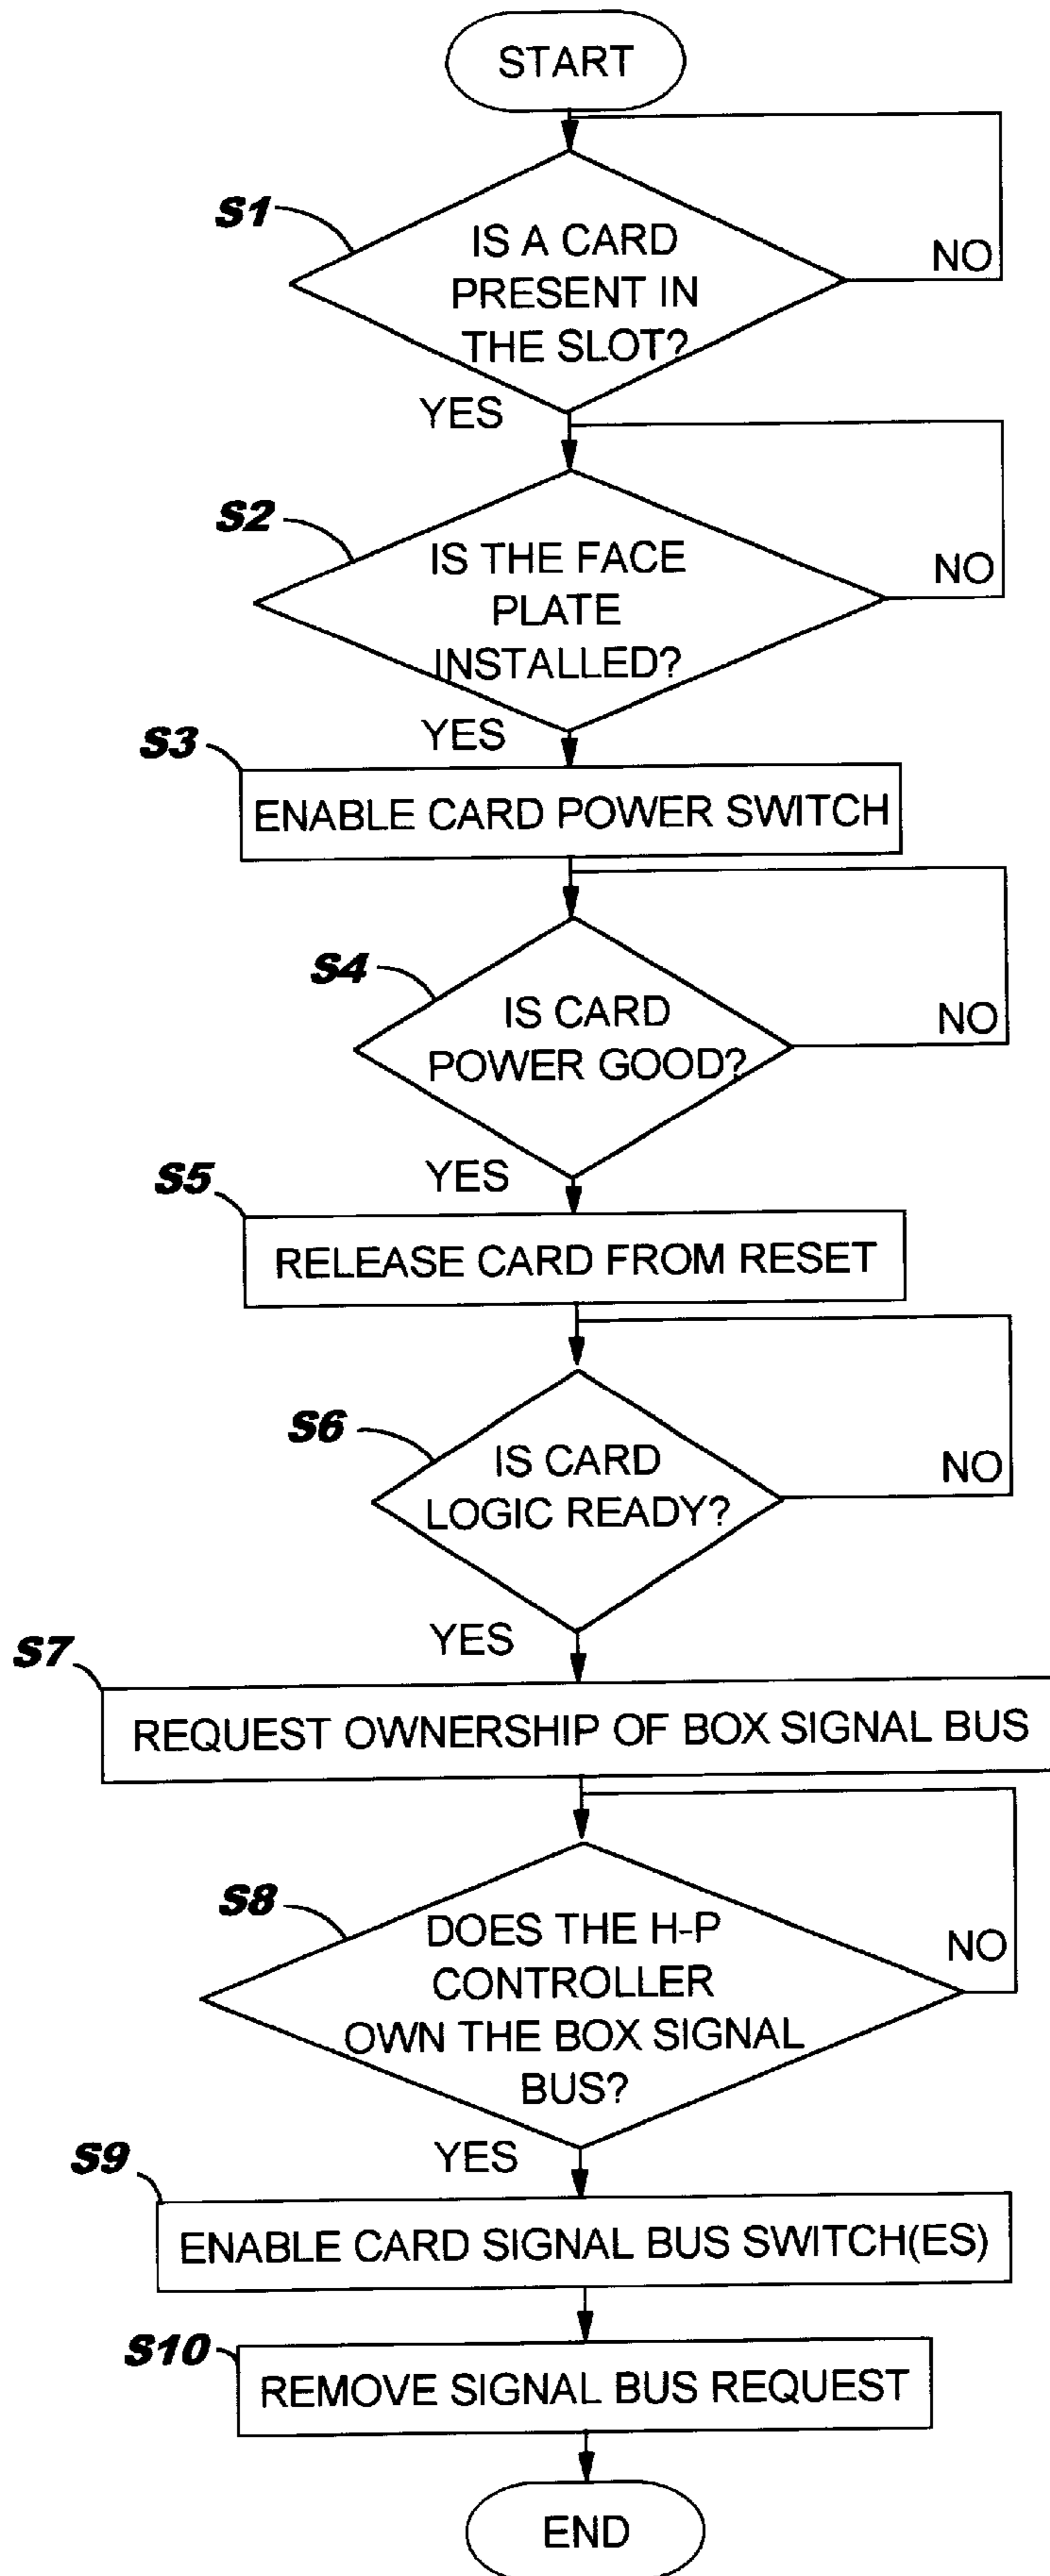 START
S1
IS A CARD
PRESENT IN
THE SLOT?
NO
YES
S2
IS THE FACE
PLATE
INSTALLED?
NO
YES
S3
ENABLE CARD POWER SWITCH
S4
IS CARD
POWER GOOD?
NO
YES
S5
RELEASE CARD FROM RESET
S6
IS CARD
LOGIC READY?
NO
YES
S7
REQUEST OWNERSHIP OF BOX SIGNAL BUS
S8
DOES THE H-P
CONTROLLER
OWN THE BOX SIGNAL
BUS?
NO
YES
S9
ENABLE CARD SIGNAL BUS SWITCH(ES)
S10
REMOVE SIGNAL BUS REQUEST
END